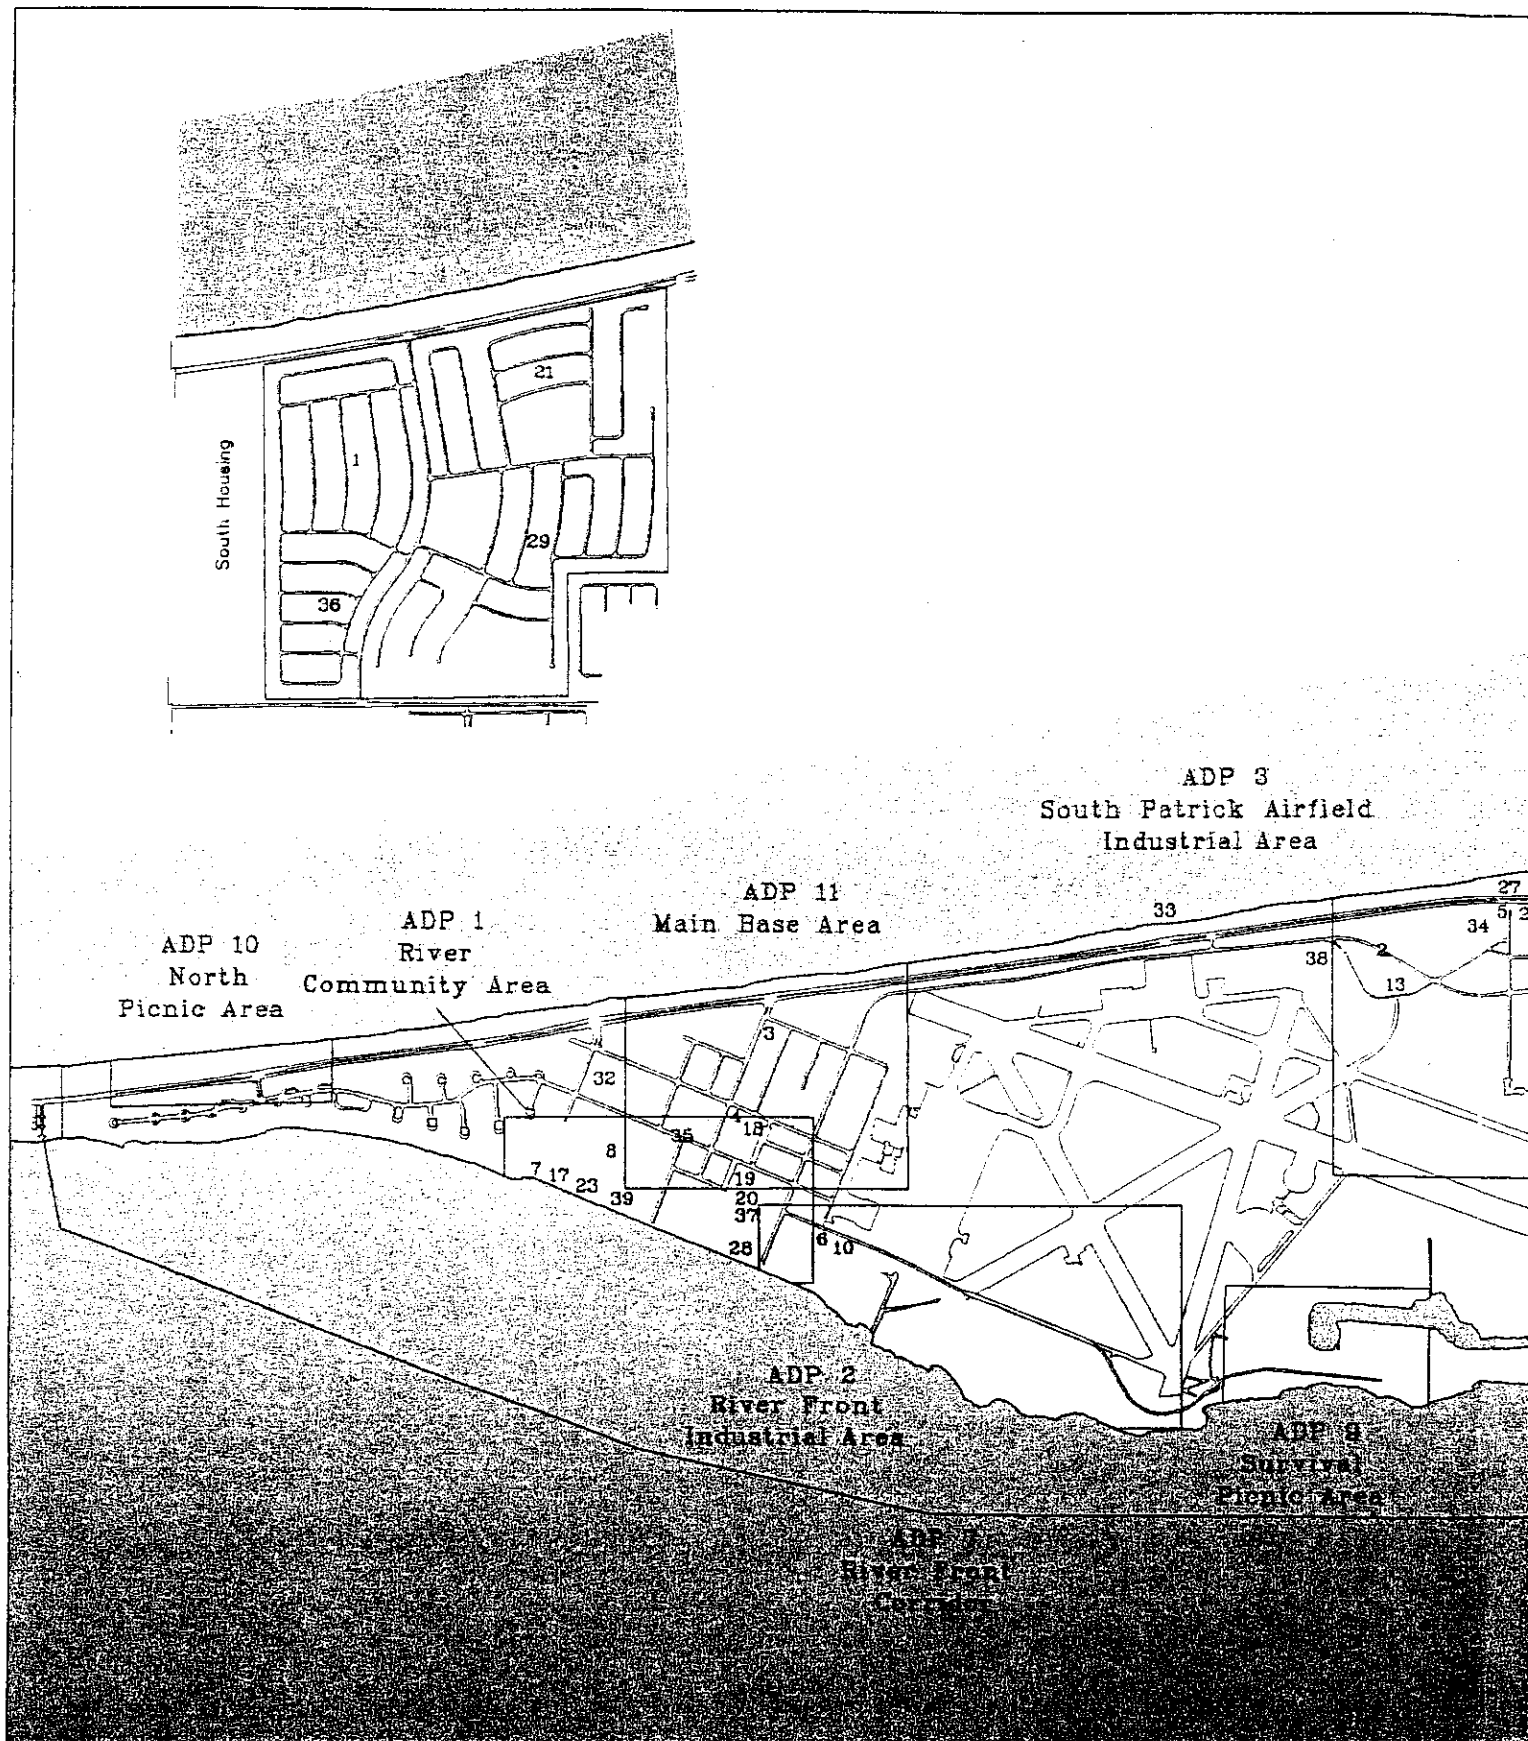 21
1
South Housing
29
36
ADP 3
South Patrick Airfield
Industrial Area
ADP 11
Main Base Area
ADP 1
River
Community Area
ADP 10
North
Picnic Area
33
27
5
34
2
38
13
3
32
4
18
35
8
7
17
23
39
19
20
37
28
6
10
ADP 2
River Front
Industrial Area
ADP 9
Survival
Picnic Area
ADP 7
River Front
Corridor